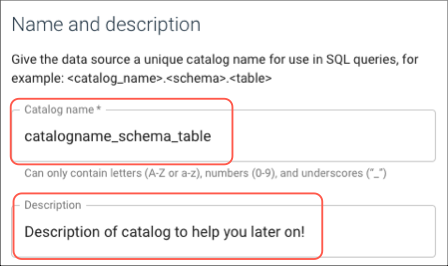 Name and description
Give the data source a unique catalog name for use in SQL queries, for
example: <catalog_name>.<schema>.<table>
Catalog name *
catalogname_schema_table
Can only contain letters (A-Z or a-z), numbers (0-9), and underscores (“_”)
Description
Description of catalog to help you later on!